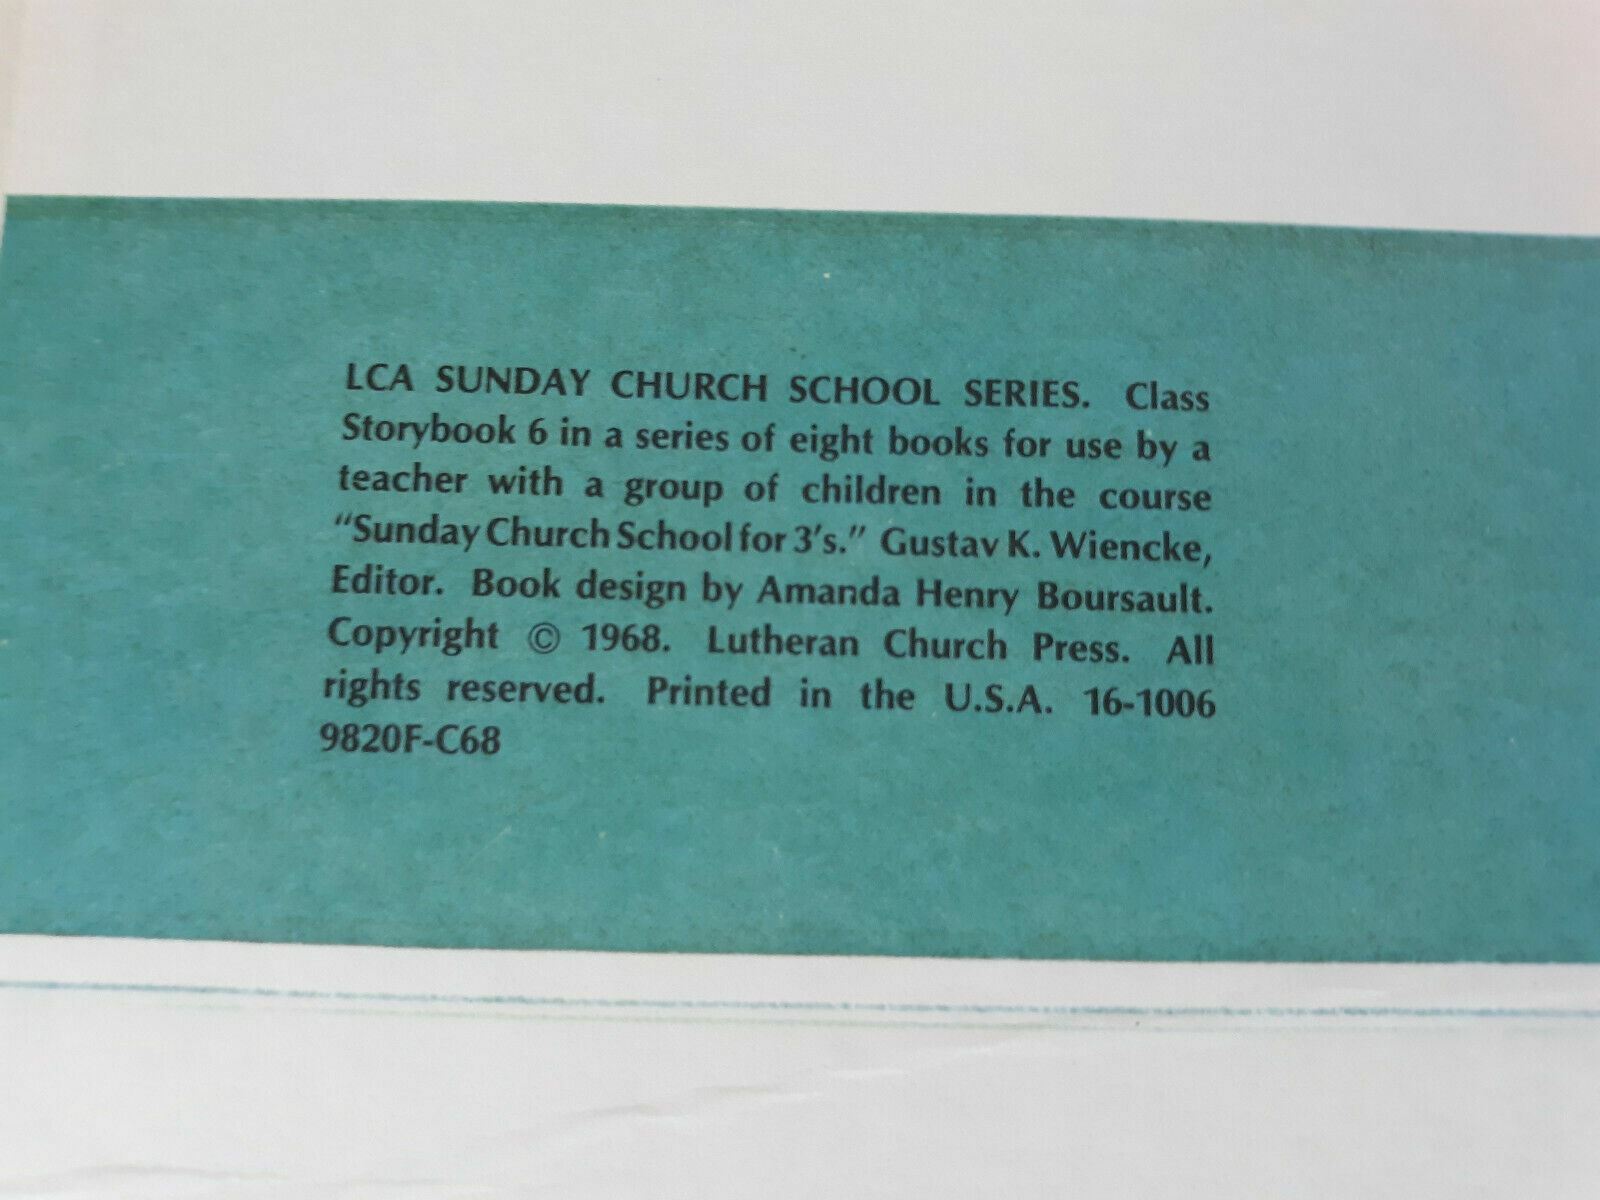 LCA SUNDAY CHURCH SCHOOL SERIES. Class
Storybook 6 in a series of eight books for use by a
teacher with a group of children in the course
"Sunday Church School for 3's." Gustav K. Wiencke,
Editor. Book design by Amanda Henry Boursault.
Copyright © 1968. Lutheran Church Press. All
rights reserved. Printed in the U.S.A. 16-1006
9820F-C68